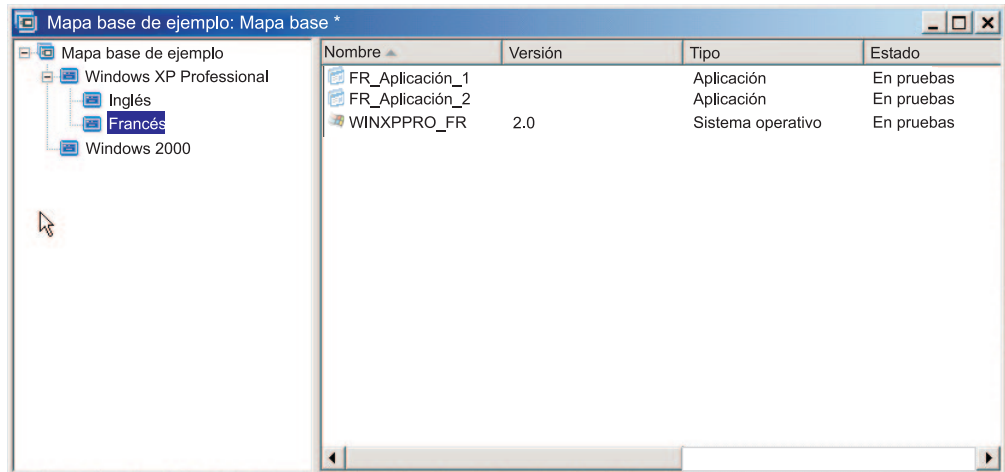 Mapa base de ejemplo: Mapa base *
Mapa base de ejemplo
Windows XP Professional
Inglés
Francés
Windows 2000
Nombre Versión Tipo Estado
FR_Aplicación_1 Aplicación En pruebas
FR_Aplicación_2 Aplicación En pruebas
WINXPPRO_FR 2.0 Sistema operativo En pruebas